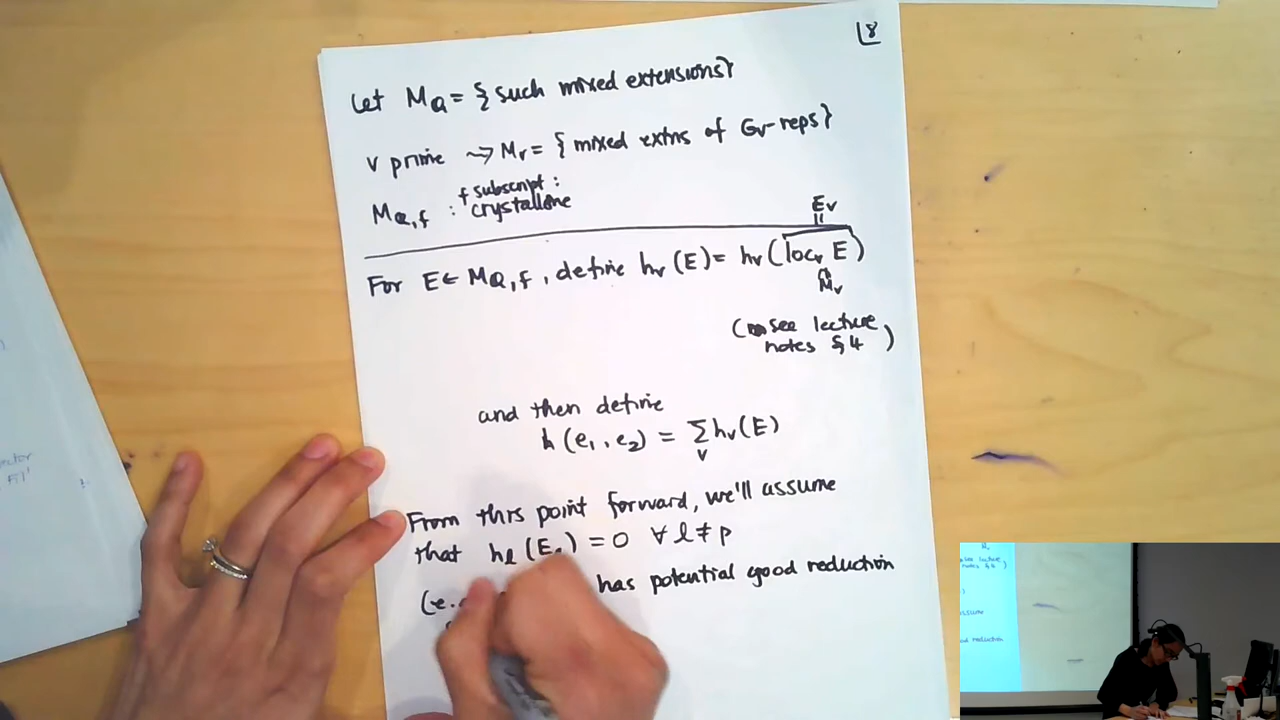 L8
Let M_Q = { such mixed extensions}
v prime ⇝ M_v = { mixed extns of G_v-reps}
M_Q,f : f subscript : crystalline
E_v
||
For E ∈ M_Q,f , define h_v (E) = h_v ( loc_v E )
∩
M_v
( see lecture
notes § 4 )
and then define
h (e_1, e_2) = Σ_v h_v (E)
From this point forward, we'll assume
that h_l (E ) = 0 ∀ l ≠ p
(e. has potential good reduction